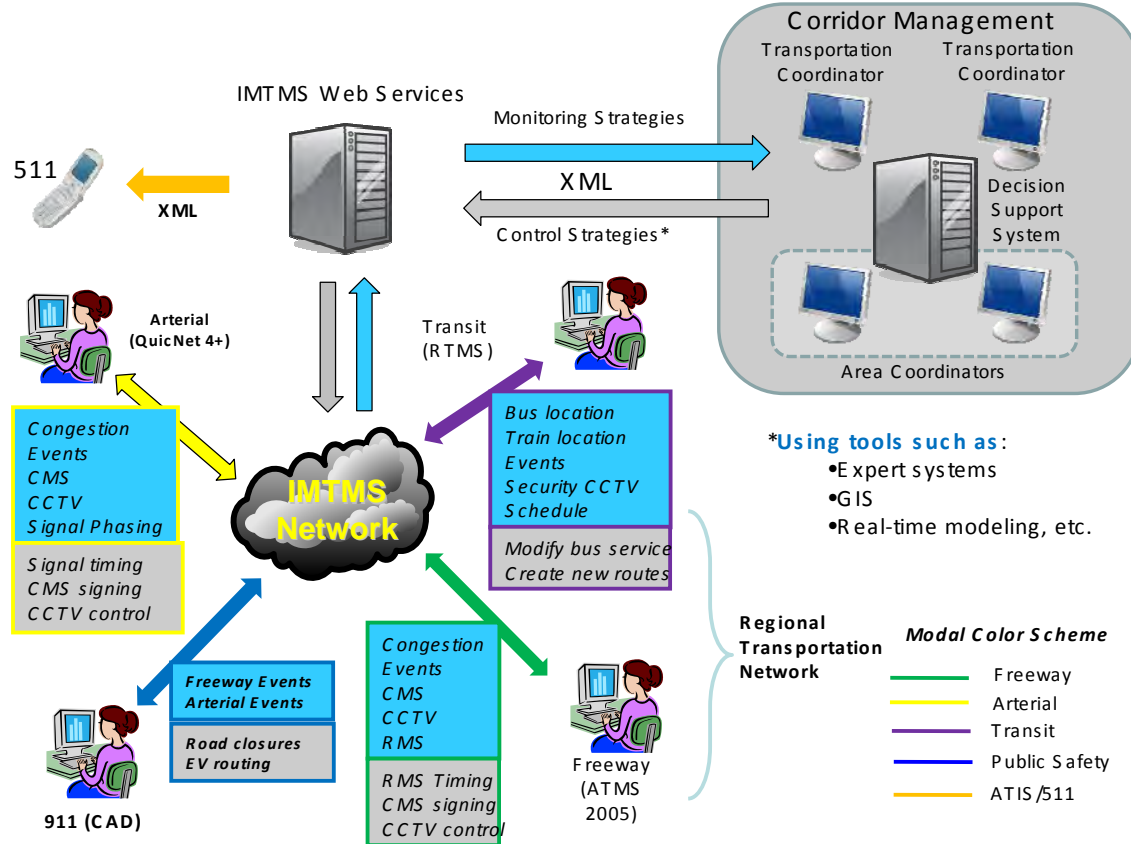 Corridor Management
Transportation
Coordinator
Transportation
Coordinator
IMTMS Web Services
Monitoring Strategies
511
XML
XML
Decision
Support
System
Control Strategies*
Arterial
(QuicNet 4+)
Transit
(RTMS)
Area Coordinators
Congestion
Events
CMS
CCTV
Signal Phasing
Signal timing
CMS signing
CCTV control
Bus location
Train location
Events
Security CCTV
Schedule
Modify bus service
Create new routes
*Using tools such as:
•Expert systems
•GIS
•Real-time modeling, etc.
IMTMS
Network
Freeway Events
Arterial Events
Road closures
EV routing
911 (CAD)
Congestion
Events
CMS
CCTV
RMS
RMS Timing
CMS signing
CCTV control
Freeway
(ATMS
2005)
Regional
Transportation
Network
Modal Color Scheme
Freeway
Arterial
Transit
Public Safety
ATIS/511